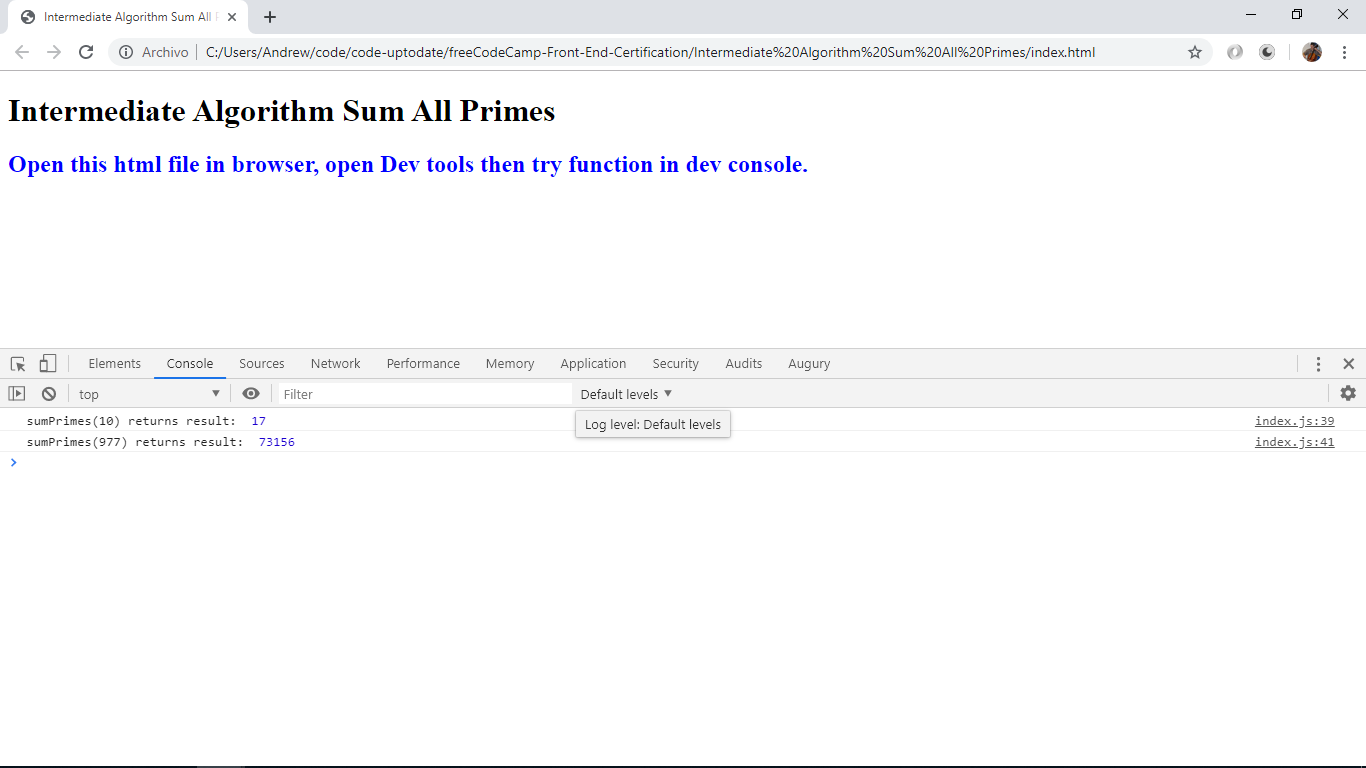 Intermediate Algorithm Sum All
Archivo
C:/Users/Andrew/code/code-uptodate/freeCodeCamp-Front-End-Certification/Intermediate%20Algorithm%20Sum%20All%20Primes/index.html
Intermediate Algorithm Sum All Primes
Open this html file in browser, open Dev tools then try function in dev console.
Elements Console Sources Network Performance Memory Application Security Audits Augury
top Filter Default levels
Log level: Default levels
sumPrimes(10) returns result: 17 index.js:39
sumPrimes(977) returns result: 73156 index.js:41